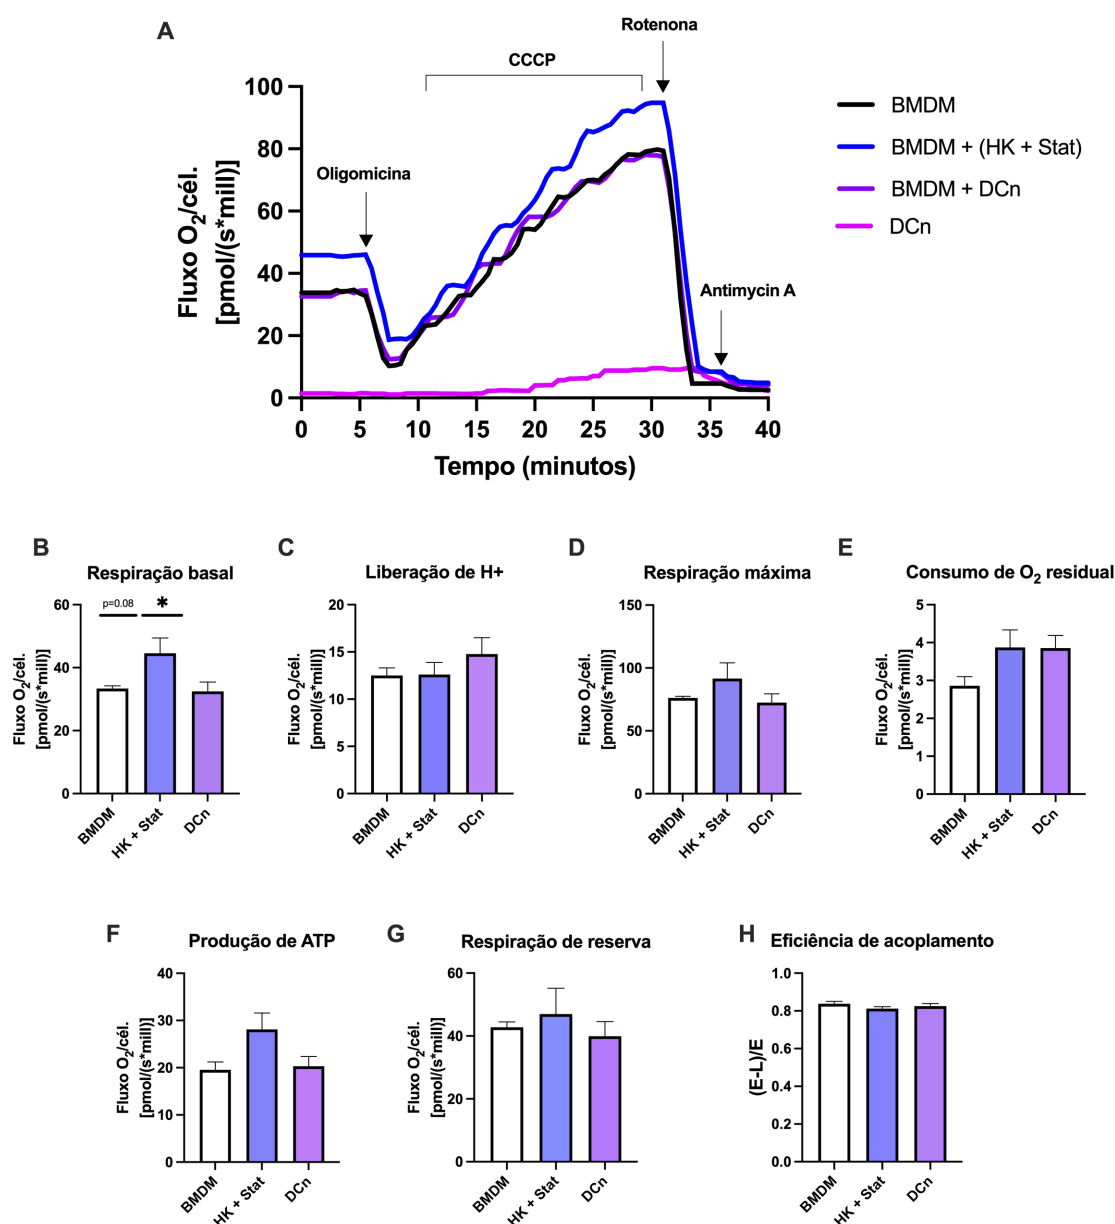 A
Rotenona
CCCP
Oligomicina
Antimycin A
100
80
60
40
20
0
Fluxo O₂/cél.
[pmol/(s*mill)]
0 5 10 15 20 25 30 35 40
Tempo (minutos)
BMDM
BMDM + (HK + Stat)
BMDM + DCn
DCn
B
Respiração basal
p=0.08 *
60
40
20
0
Fluxo O₂/cél.
[pmol/(s*mill)]
BMDM
HK + Stat
DCn
C
Liberação de H+
20
15
10
5
0
Fluxo O₂/cél.
[pmol/(s*mill)]
BMDM
HK + Stat
DCn
D
Respiração máxima
150
100
50
0
Fluxo O₂/cél.
[pmol/(s*mill)]
BMDM
HK + Stat
DCn
E
Consumo de O₂ residual
5
4
3
2
1
0
Fluxo O₂/cél.
[pmol/(s*mill)]
BMDM
HK + Stat
DCn
F
Produção de ATP
40
30
20
10
0
Fluxo O₂/cél.
[pmol/(s*mill)]
BMDM
HK + Stat
DCn
G
Respiração de reserva
60
40
20
0
Fluxo O₂/cél.
[pmol/(s*mill)]
BMDM
HK + Stat
DCn
H
Eficiência de acoplamento
1.0
0.8
0.6
0.4
0.2
0.0
(E-L)/E
BMDM
HK + Stat
DCn